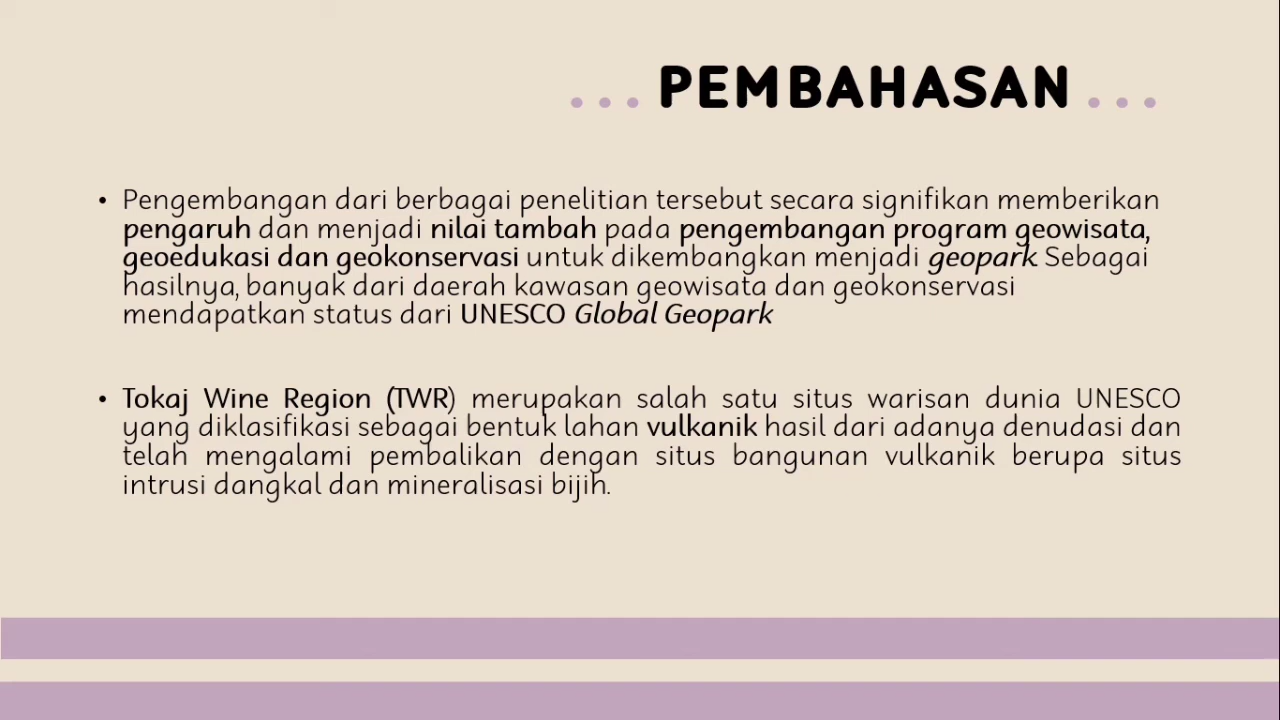 ... PEMBAHASAN ...
• Pengembangan dari berbagai penelitian tersebut secara signifikan memberikan
pengaruh dan menjadi nilai tambah pada pengembangan program geowisata,
geoedukasi dan geokonservasi untuk dikembangkan menjadi geopark. Sebagai
hasilnya, banyak dari daerah kawasan geowisata dan geokonservasi
mendapatkan status dari UNESCO Global Geopark
• Tokaj Wine Region (TWR) merupakan salah satu situs warisan dunia UNESCO
yang diklasifikasi sebagai bentuk lahan vulkanik hasil dari adanya denudasi dan
telah mengalami pembalikan dengan situs bangunan vulkanik berupa situs
intrusi dangkal dan mineralisasi bijih.